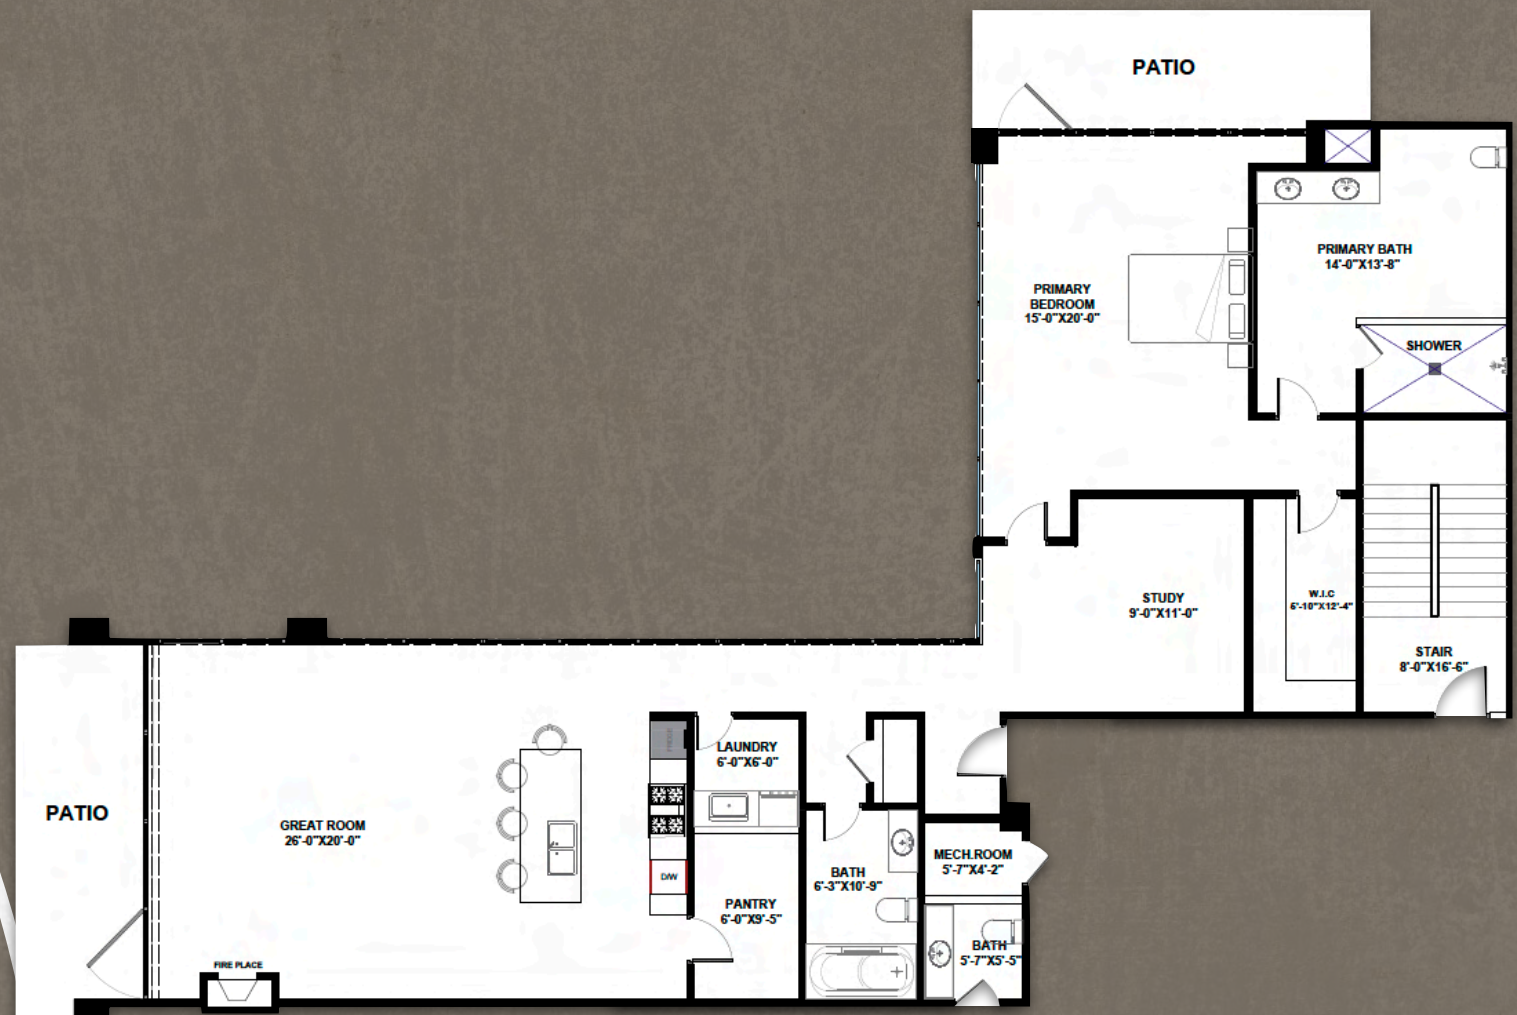 PATIO
PRIMARY BATH
14'-0"X13'-8"
PRIMARY
BEDROOM
15'-0"X20'-0"
SHOWER
STUDY
9'-0"X11'-0"
W.I.C
5'-10"X12'-4"
STAIR
8'-0"X16'-6"
LAUNDRY
6'-0"X6'-0"
PATIO
GREAT ROOM
26'-0"X20'-0"
D/W
MECH.ROOM
5'-7"X4'-2"
BATH
6'-3"X10'-9"
PANTRY
6'-0"X9'-5"
BATH
5'-7"X5'-5"
FIRE PLACE